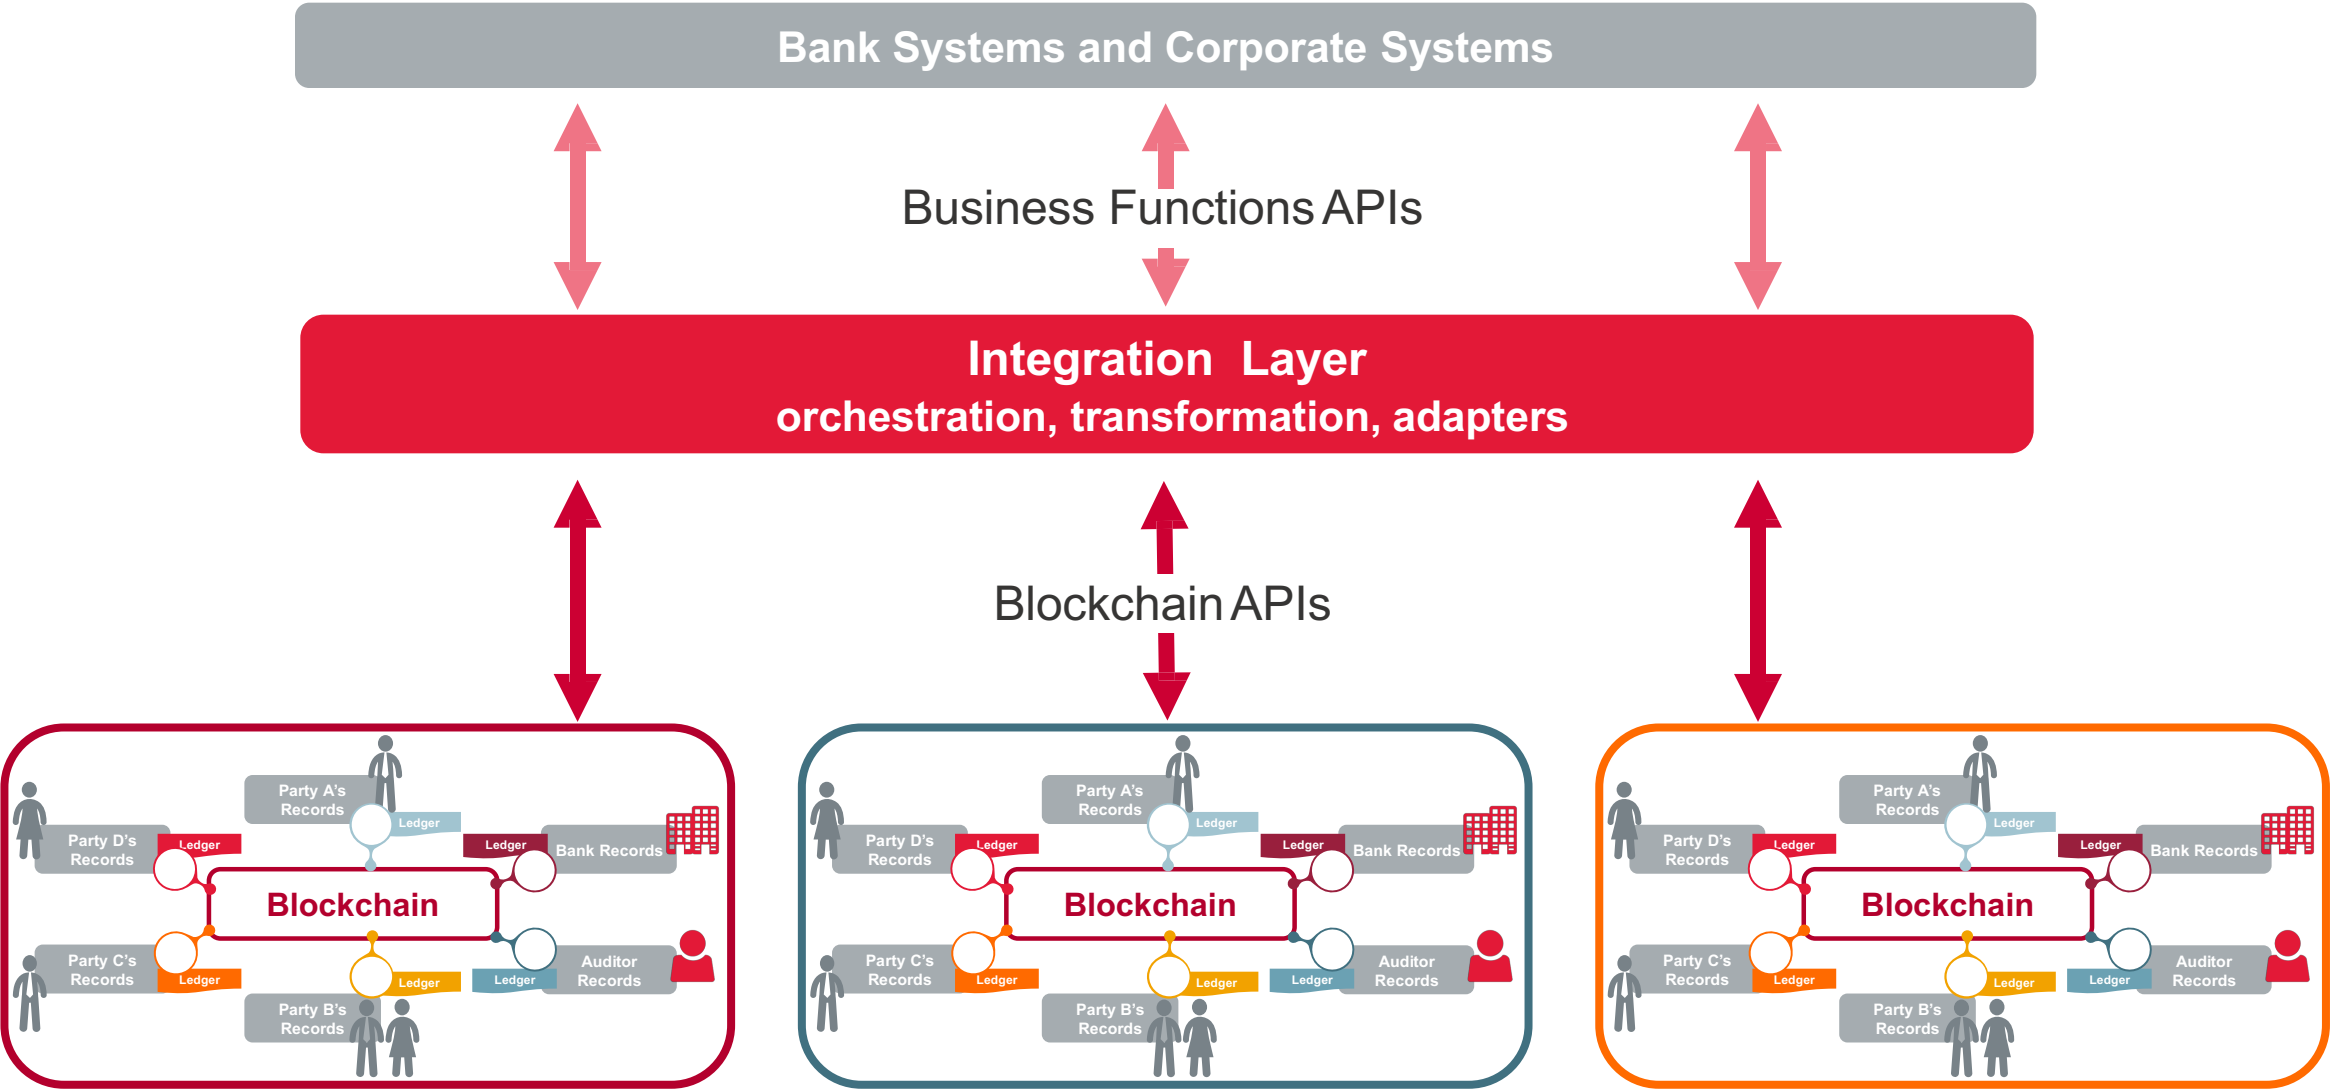 Bank Systems and Corporate Systems
Business Functions APIs
Integration Layer
orchestration, transformation, adapters
Blockchain APIs
Party A's
Records
Ledger
Party D's
Records
Ledger
Ledger
Bank Records
Blockchain
Party C's
Records
Ledger
Ledger
Ledger
Auditor
Records
Party B's
Records
Party A's
Records
Ledger
Party D's
Records
Ledger
Ledger
Bank Records
Blockchain
Party C's
Records
Ledger
Ledger
Ledger
Auditor
Records
Party B's
Records
Party A's
Records
Ledger
Party D's
Records
Ledger
Ledger
Bank Records
Blockchain
Party C's
Records
Ledger
Ledger
Ledger
Auditor
Records
Party B's
Records